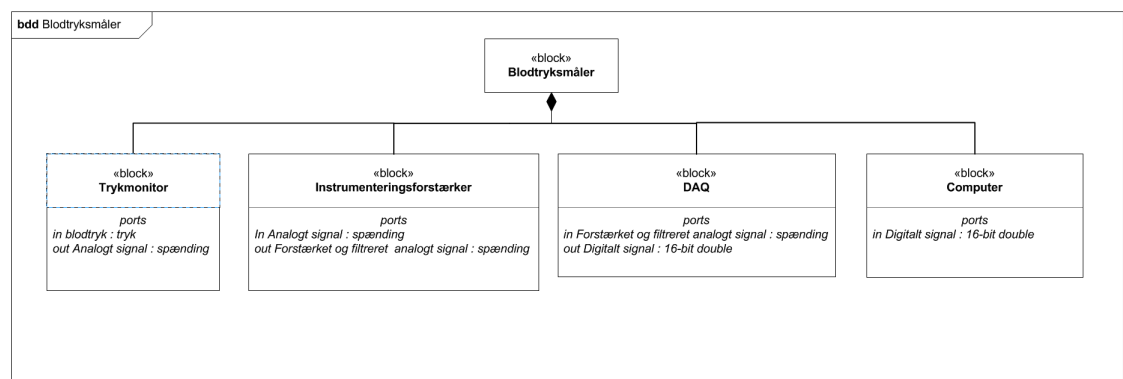 bdd Blodtryksmåler
«block»
Blodtryksmåler
«block»
Trykmonitor
ports
in blodtryk : tryk
out Analogt signal : spænding
«block»
Instrumenteringsforstærker
ports
In Analogt signal : spænding
out Forstærket og filtreret analogt signal : spænding
«block»
DAQ
ports
in Forstærket og filtreret analogt signal : spænding
out Digitalt signal : 16-bit double
«block»
Computer
ports
in Digitalt signal : 16-bit double